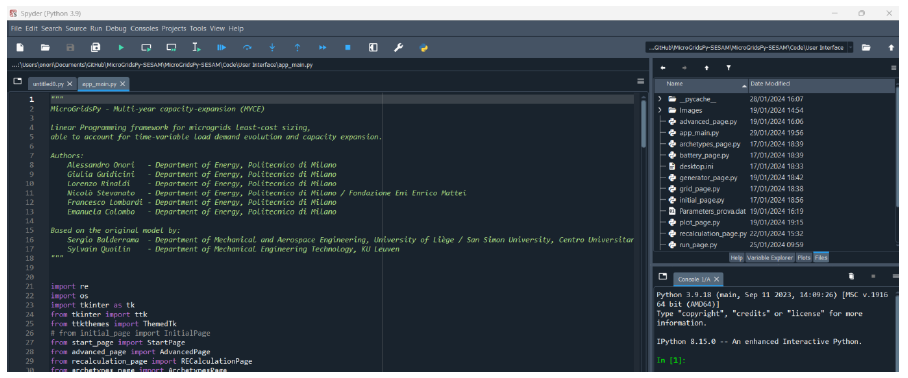 Spyder (Python 3.9)
File Edit Search Source Run Debug Consoles Projects Tools View Help
...GitHub\MicroGridsPy-SESAM\MicroGridsPy-SESAM\Code\User Interface
...:\Users\onori\Documents\GitHub\MicroGridsPy-SESAM\MicroGridsPy-SESAM\Code\User Interface\app_main.py
untitled0.py X app_main.py X
1 """
2 MicroGridsPy - Multi-year capacity-expansion (MYCE)
3
4 Linear Programming framework for microgrids least-cost sizing,
5 able to account for time-variable load demand evolution and capacity expansion.
6
7 Authors:
8 Alessandro Onori - Department of Energy, Politecnico di Milano
9 Giulia Guidicini - Department of Energy, Politecnico di Milano
10 Lorenzo Rinaldi - Department of Energy, Politecnico di Milano
11 Nicolò Stevanato - Department of Energy, Politecnico di Milano / Fondazione Eni Enrico Mattei
12 Francesco Lombardi - Department of Energy, Politecnico di Milano
13 Emanuela Colombo - Department of Energy, Politecnico di Milano
14
15 Based on the original model by:
16 Sergio Balderrama - Department of Mechanical and Aerospace Engineering, University of Liège / San Simon University, Centro Universitar
17 Sylvain Quoilin - Department of Mechanical Engineering Technology, KU Leuven
18 """
19
20
21 import re
22 import os
23 import tkinter as tk
24 from tkinter import ttk
25 from ttkthemes import ThemedTk
26 # from initial_page import InitialPage
27 from start_page import StartPage
28 from advanced_page import AdvancedPage
29 from recalculation_page import RECalculationPage
30 from archetypes_page import ArchetypesPage
Name Date Modified
__pycache__ 28/01/2024 16:07
Images 19/01/2024 14:54
advanced_page.py 19/01/2024 16:06
app_main.py 29/01/2024 19:56
archetypes_page.py 17/01/2024 18:39
battery_page.py 17/01/2024 18:39
desktop.ini 17/01/2024 18:33
generator_page.py 19/01/2024 18:42
grid_page.py 17/01/2024 18:38
initial_page.py 17/01/2024 18:56
Parameters_prova.dat 19/01/2024 16:19
plot_page.py 19/01/2024 19:15
recalculation_page.py 22/01/2024 15:32
run_page.py 25/01/2024 09:59
Help Variable Explorer Plots Files
Console 1/A X
Python 3.9.18 (main, Sep 11 2023, 14:09:26) [MSC v.1916
64 bit (AMD64)]
Type "copyright", "credits" or "license" for more
information.
IPython 8.15.0 -- An enhanced Interactive Python.
In [1]: